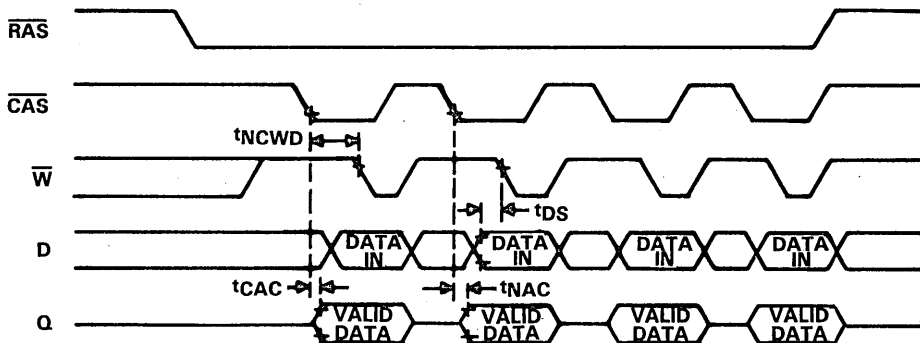 RAS
CAS
tNCWD
W
tDS
D
DATA IN
DATA IN
DATA IN
DATA IN
tCAC
tNAC
Q
VALID DATA
VALID DATA
VALID DATA
VALID DATA